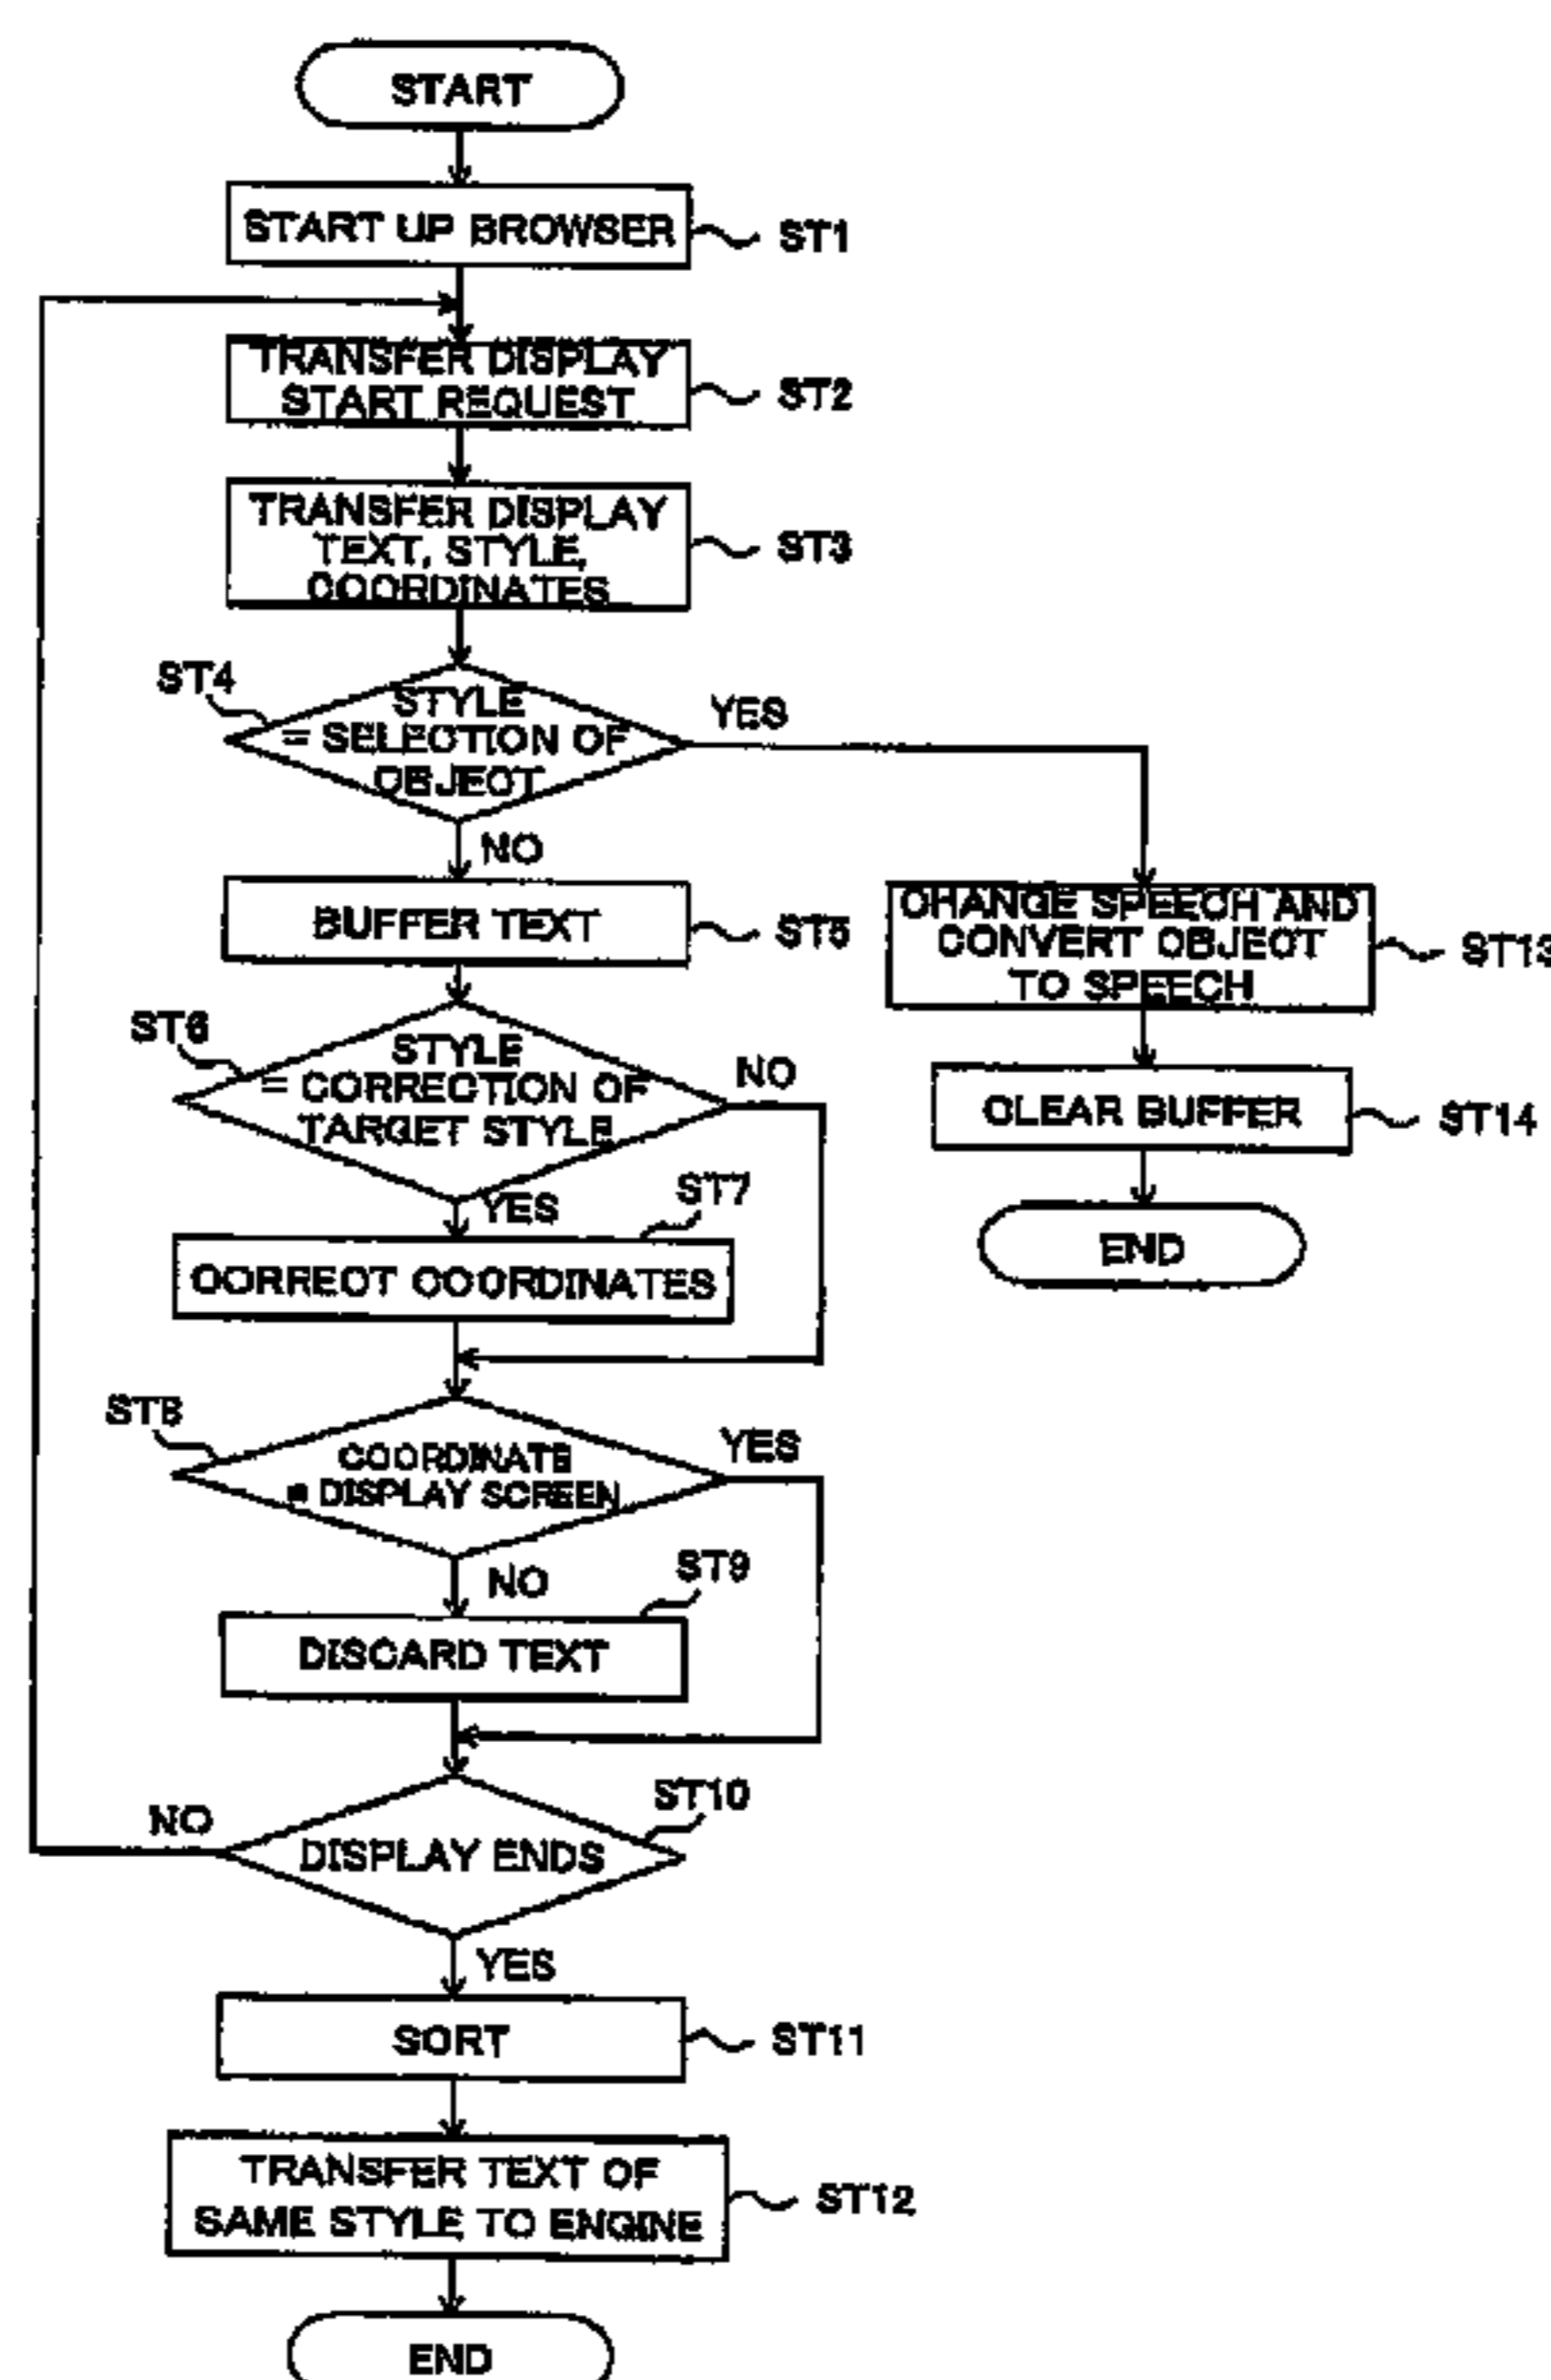 START
START UP BROWSER
ST1
TRANSFER DISPLAY
START REQUEST
ST2
TRANSFER DISPLAY
TEXT, STYLE,
COORDINATES
ST3
ST4
STYLE
= SELECTION OF
OBJECT
YES
NO
BUFFER TEXT
ST5
CHANGE SPEECH AND
CONVERT OBJECT
TO SPEECH
ST13
ST6
STYLE
= CORRECTION OF
TARGET STYLE
NO
YES
CLEAR BUFFER
ST14
END
ST7
CORRECT COORDINATES
ST8
COORDINATE
= DISPLAY SCREEN
YES
NO
ST9
DISCARD TEXT
ST10
NO
DISPLAY ENDS
YES
SORT
ST11
TRANSFER TEXT OF
SAME STYLE TO ENGINE
ST12
END